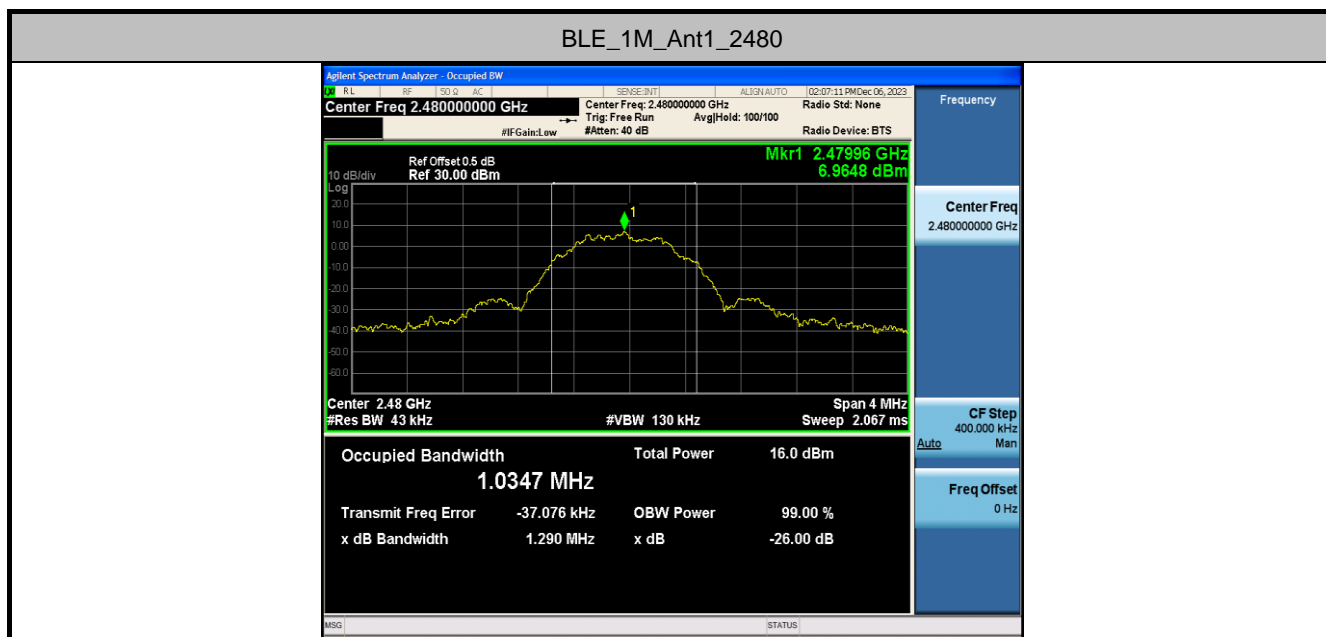 BLE_1M_Ant1_2480
Agilent Spectrum Analyzer - Occupied BW
RL RF 50 Ω AC SENSE:INT ALIGN AUTO 02:07:11 PM Dec 06, 2023
Center Freq 2.480000000 GHz
Center Freq: 2.480000000 GHz
Radio Std: None
Trig: Free Run Avg|Hold: 100/100
#IFGain:Low #Atten: 40 dB Radio Device: BTS
Frequency
Mkr1 2.47996 GHz
6.9648 dBm
Ref Offset 0.5 dB
10 dB/div Ref 30.00 dBm
Log
20.0
10.0
0.00
-10.0
-20.0
-30.0
-40.0
-50.0
-60.0
1
Center 2.48 GHz Span 4 MHz
#Res BW 43 kHz #VBW 130 kHz Sweep 2.067 ms
Center Freq
2.480000000 GHz
CF Step
400.000 kHz
Auto Man
Freq Offset
0 Hz
Occupied Bandwidth Total Power 16.0 dBm
1.0347 MHz
Transmit Freq Error -37.076 kHz OBW Power 99.00 %
x dB Bandwidth 1.290 MHz x dB -26.00 dB
MSG STATUS